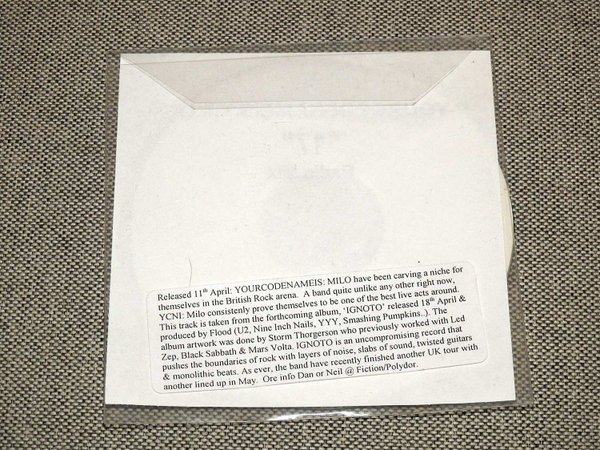 "17"
Released 11th April: YOURCODENAMEIS: MILO have been carving a niche for
themselves in the British Rock arena. A band quite unlike any other right now,
YCNI: Milo consistently prove themselves to be one of the best live acts around.
This track is taken from the forthcoming album, 'IGNOTO' released 18th April &
produced by Flood (U2, Nine Inch Nails, YYY, Smashing Pumpkins..). The
album artwork was done by Storm Thorgerson who previously worked with Led
Zep, Black Sabbath & Mars Volta. IGNOTO is an uncompromising record that
pushes the boundaries of rock with layers of noise, slabs of sound, twisted guitars
& monolithic beats. As ever, the band have recently finished another UK tour with
another lined up in May. Ore info Dan or Neil @ Fiction/Polydor.